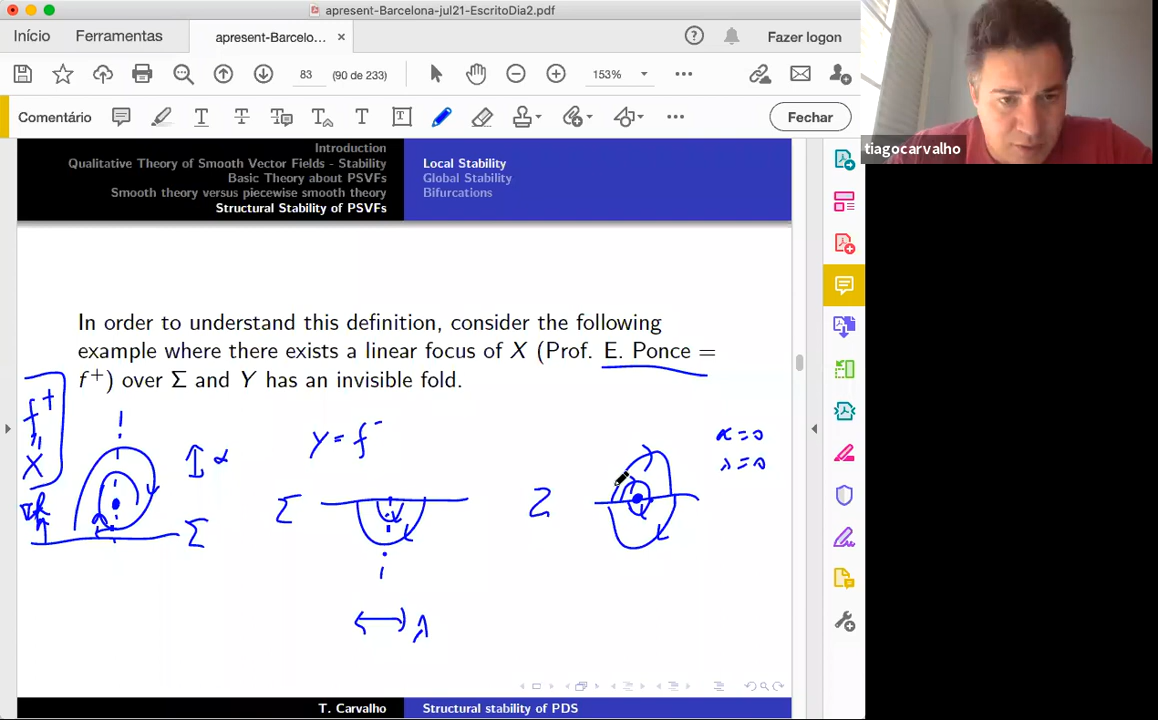 apresent-Barcelona-jul21-EscritoDia2.pdf
Início Ferramentas apresent-Barcelo... × Fazer logon
83 (90 de 233) 153%
Comentário Fechar
tiagocarvalho
Introduction
Qualitative Theory of Smooth Vector Fields - Stability
Basic Theory about PSVFs
Smooth theory versus piecewise smooth theory
Structural Stability of PSVFs
Local Stability
Global Stability
Bifurcations
In order to understand this definition, consider the following
example where there exists a linear focus of X (Prof. E. Ponce =
f⁺) over Σ and Y has an invisible fold.
f⁺
X
α
Σ
Y = f⁻
Σ
λ
Z
α=0
λ=0
T. Carvalho Structural stability of PDS